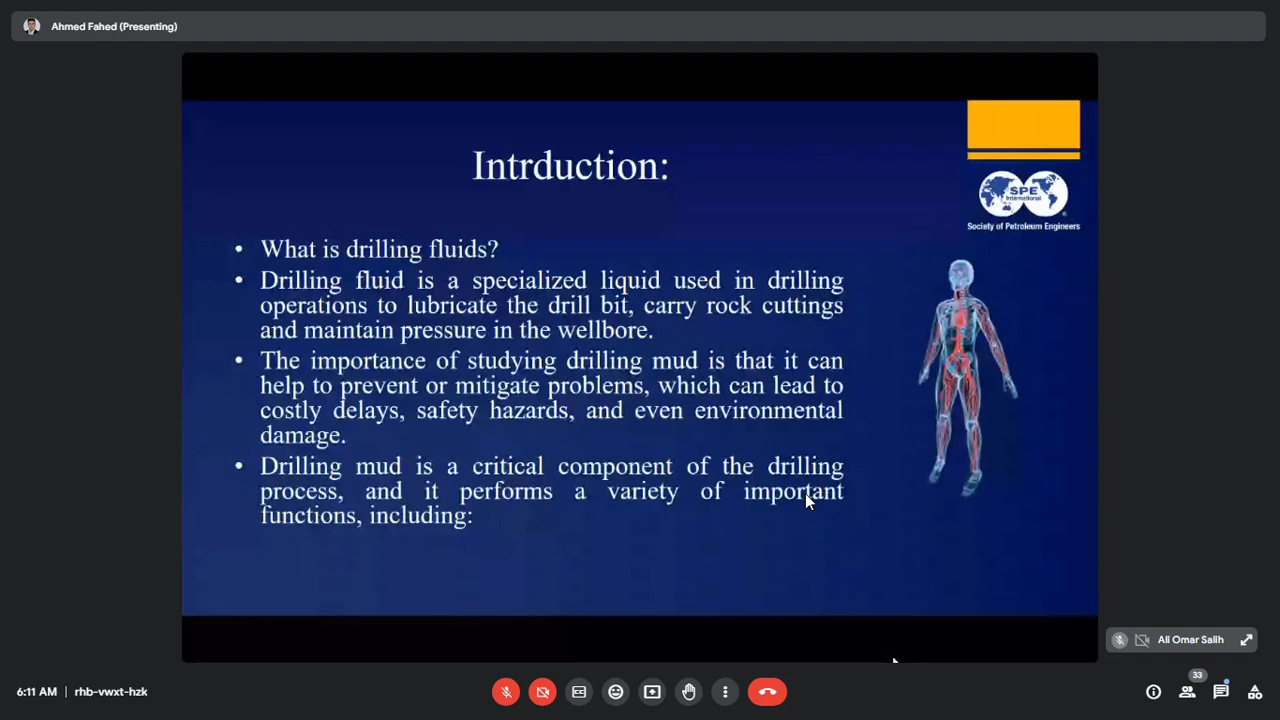 Ahmed Fahed (Presenting)
Intrduction:
SPE
International
Society of Petroleum Engineers
• What is drilling fluids?
• Drilling fluid is a specialized liquid used in drilling
operations to lubricate the drill bit, carry rock cuttings
and maintain pressure in the wellbore.
• The importance of studying drilling mud is that it can
help to prevent or mitigate problems, which can lead to
costly delays, safety hazards, and even environmental
damage.
• Drilling mud is a critical component of the drilling
process, and it performs a variety of important
functions, including:
Ali Omar Salih
6:11 AM | rhb-vwxt-hzk
33